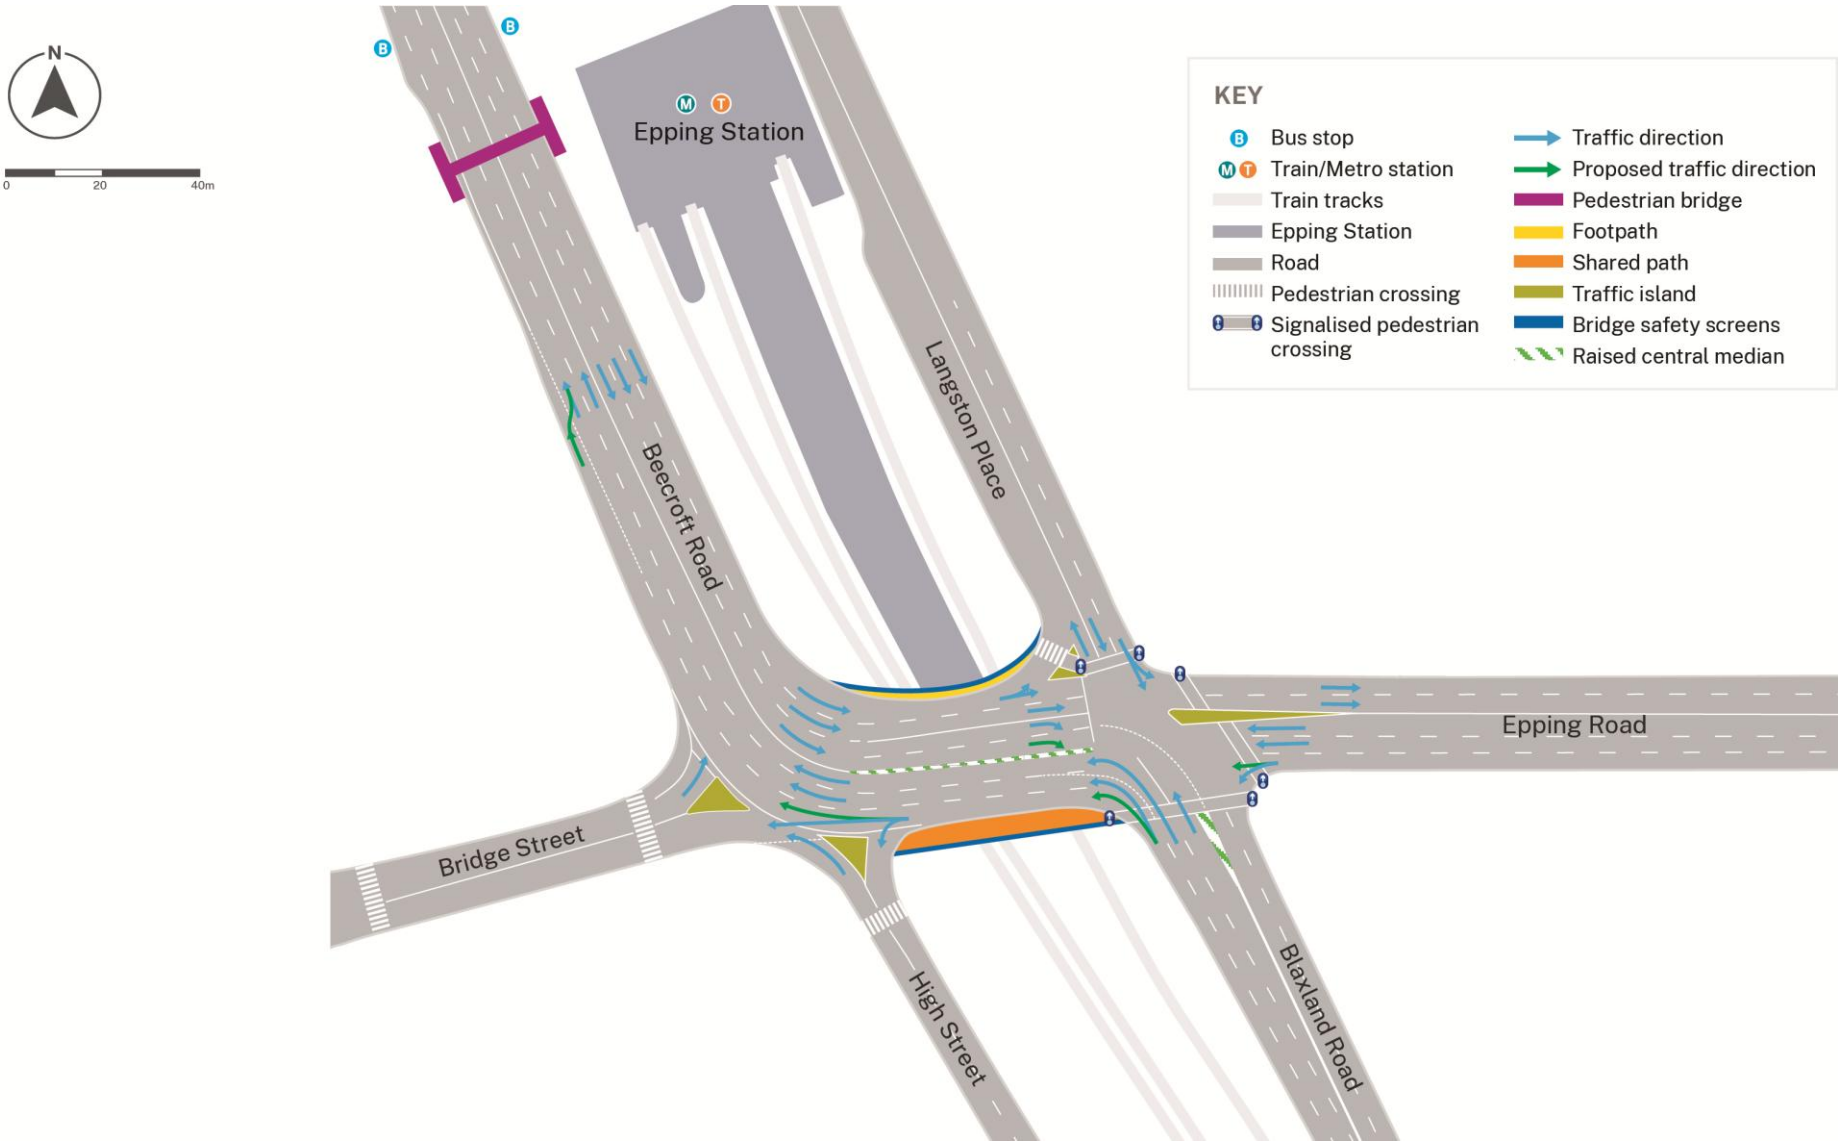 B
B
N
0 20 40m
M T
Epping Station
KEY
B Bus stop
M T Train/Metro station
Train tracks
Epping Station
Road
Pedestrian crossing
Signalised pedestrian
crossing
Traffic direction
Proposed traffic direction
Pedestrian bridge
Footpath
Shared path
Traffic island
Bridge safety screens
Raised central median
Langston Place
Beecroft Road
Epping Road
Bridge Street
High Street
Blaxland Road